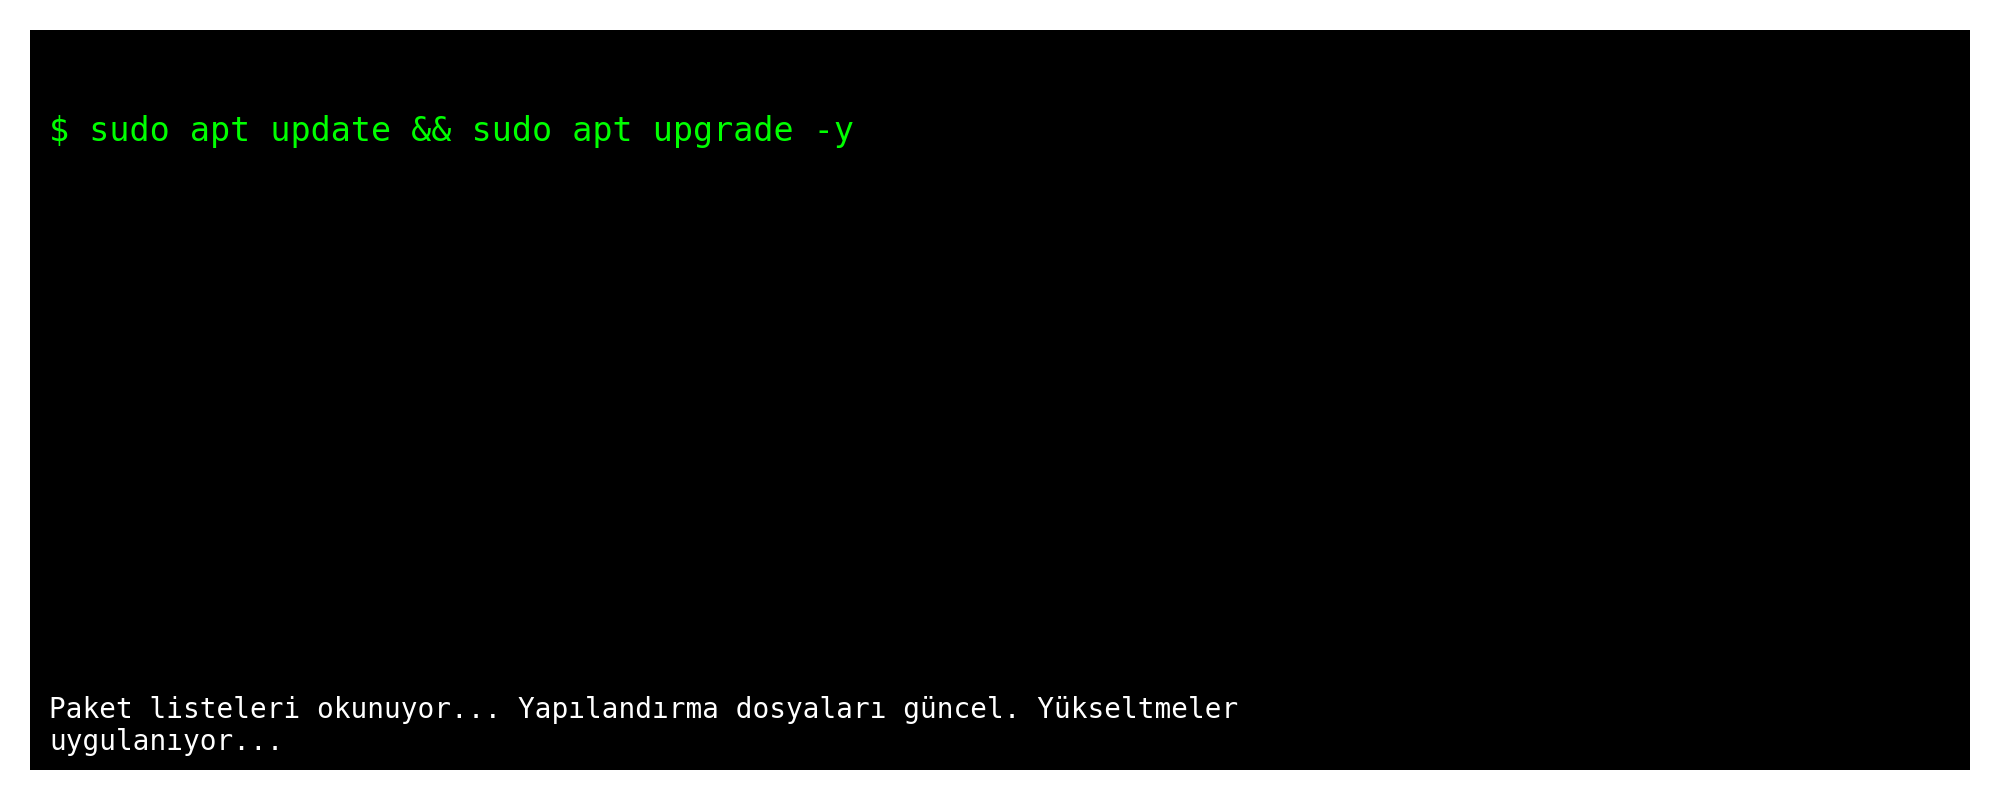 $ sudo apt update && sudo apt upgrade -y
Paket listeleri okunuyor... Yapılandırma dosyaları güncel. Yükseltmeler
uygulanıyor...